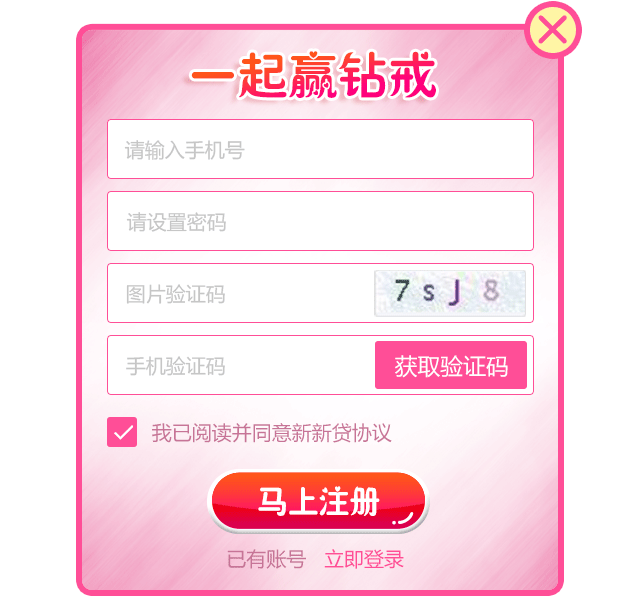 一起赢钻戒
请输入手机号
请设置密码
图片验证码 7sJ8
手机验证码 获取验证码
我已阅读并同意新新贷协议
马上注册
已有账号 立即登录